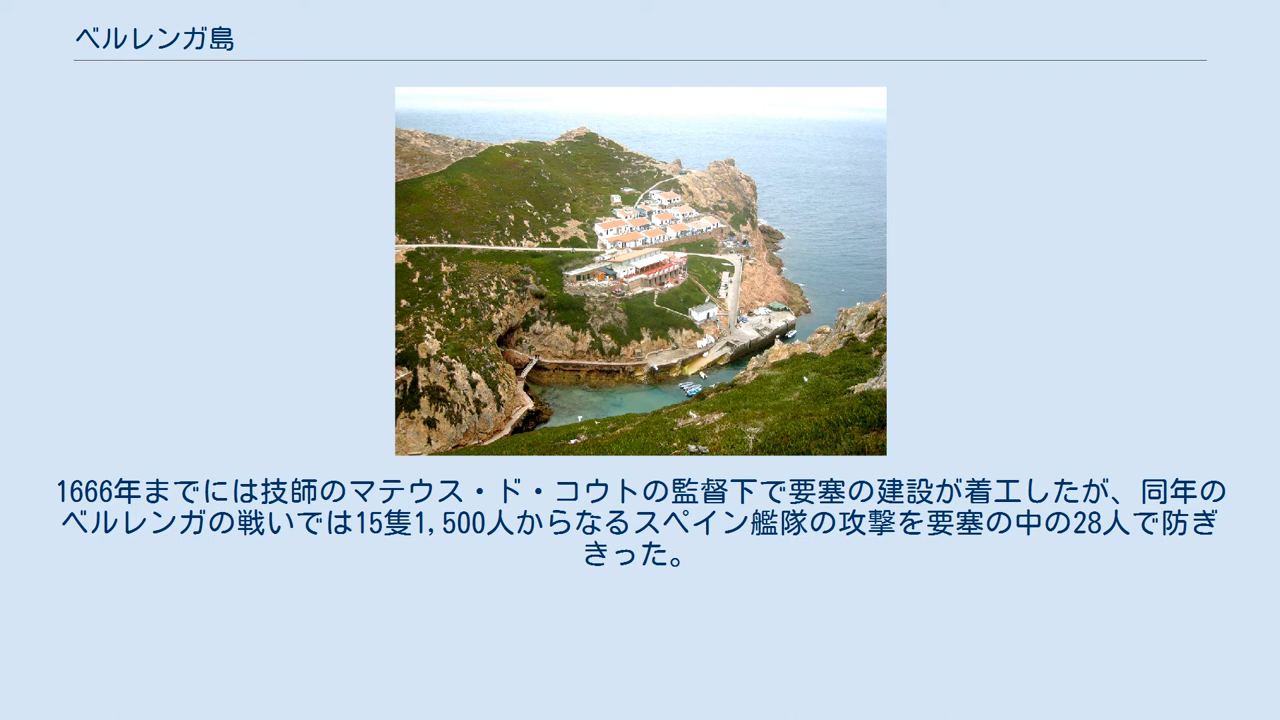 ベルレンガ島
1666年までには技師のマテウス・ド・コウトの監督下で要塞の建設が着工したが、同年の
ベルレンガの戦いでは15隻1,500人からなるスペイン艦隊の攻撃を要塞の中の28人で防ぎ
きった。